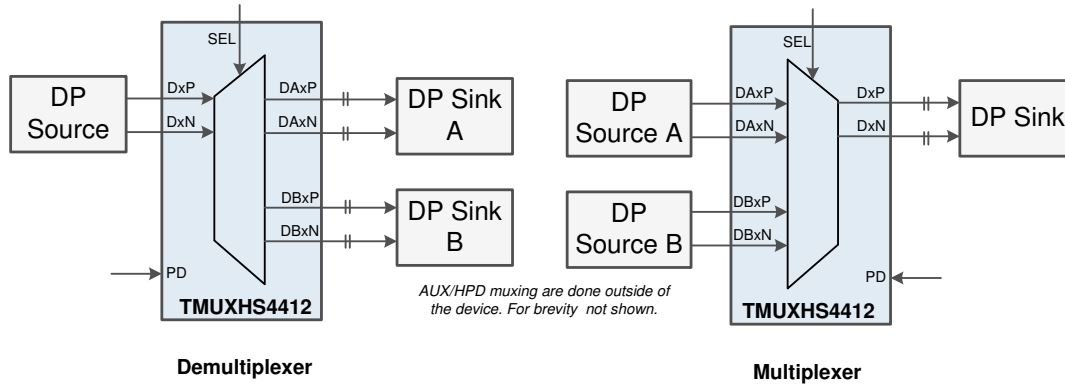 SEL
DP
Source
DxP
DxN
DAxP
DAxN
DP Sink
A
DBxP
DBxN
DP Sink
B
PD
TMUXHS4412
Demultiplexer
AUX/HPD muxing are done outside of
the device. For brevity not shown.
SEL
DP
Source A
DAxP
DAxN
DP
Source B
DBxP
DBxN
DxP
DxN
DP Sink
PD
TMUXHS4412
Multiplexer